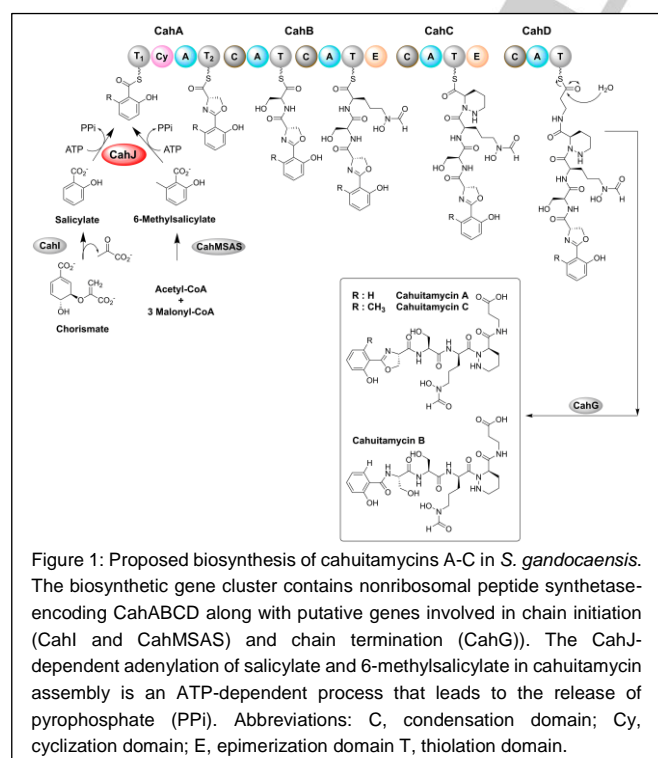 CahA CahB CahC CahD
T1 Cy A T2 C A T C A T E C A T E C A T
PPi PPi
ATP ATP
CahJ
Salicylate 6-Methylsalicylate
CahI CahMSAS
Chorismate
Acetyl-CoA
+
3 Malonyl-CoA
H2O
R : H Cahuitamycin A
R : CH3 Cahuitamycin C
CahG
Cahuitamycin B
Figure 1: Proposed biosynthesis of cahuitamycins A-C in S. gandocaensis.
The biosynthetic gene cluster contains nonribosomal peptide synthetase-
encoding CahABCD along with putative genes involved in chain initiation
(CahI and CahMSAS) and chain termination (CahG)). The CahJ-
dependent adenylation of salicylate and 6-methylsalicylate in cahuitamycin
assembly is an ATP-dependent process that leads to the release of
pyrophosphate (PPi). Abbreviations: C, condensation domain; Cy,
cyclization domain; E, epimerization domain T, thiolation domain.